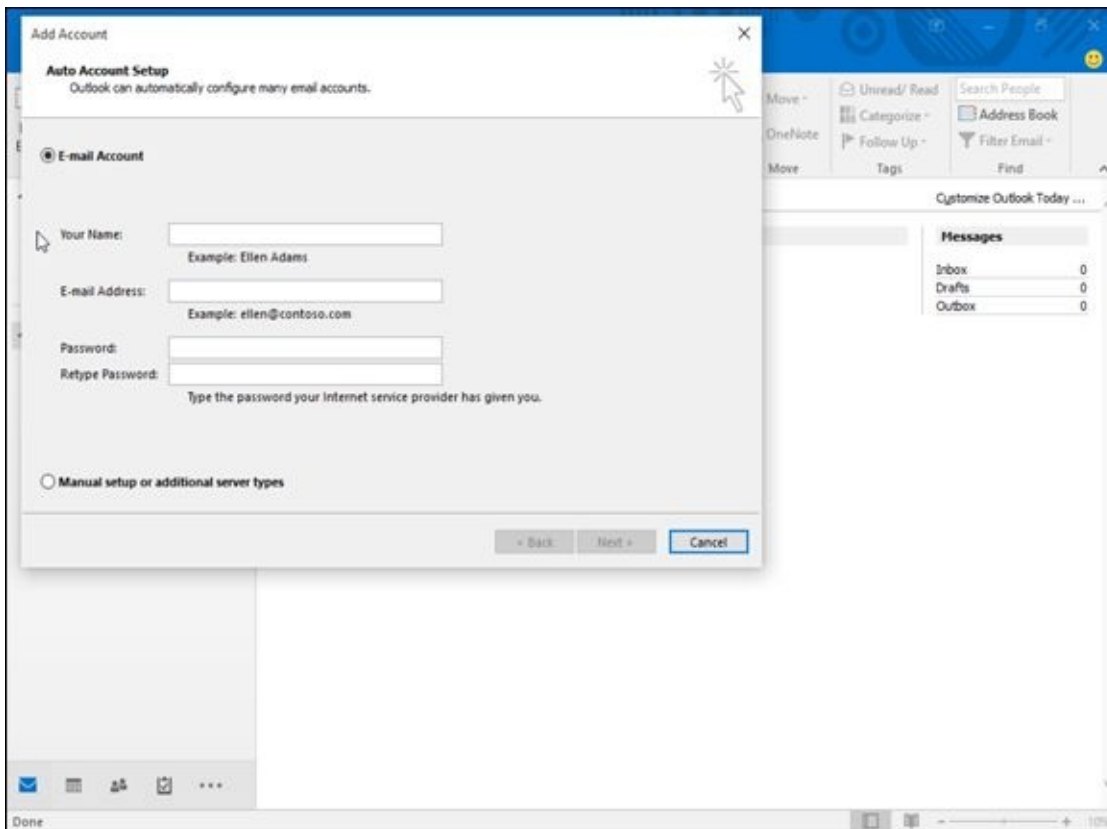 Add Account
Auto Account Setup
Outlook can automatically configure many email accounts.
E-mail Account
Your Name:
Example: Ellen Adams
E-mail Address:
Example: ellen@contoso.com
Password:
Retype Password:
Type the password your Internet service provider has given you.
Manual setup or additional server types
< Back Next > Cancel
Move
OneNote
Move
Unread/ Read
Categorize
Follow Up
Tags
Search People
Address Book
Filter Email
Find
Customize Outlook Today ...
Messages
Inbox 0
Drafts 0
Outbox 0
Done